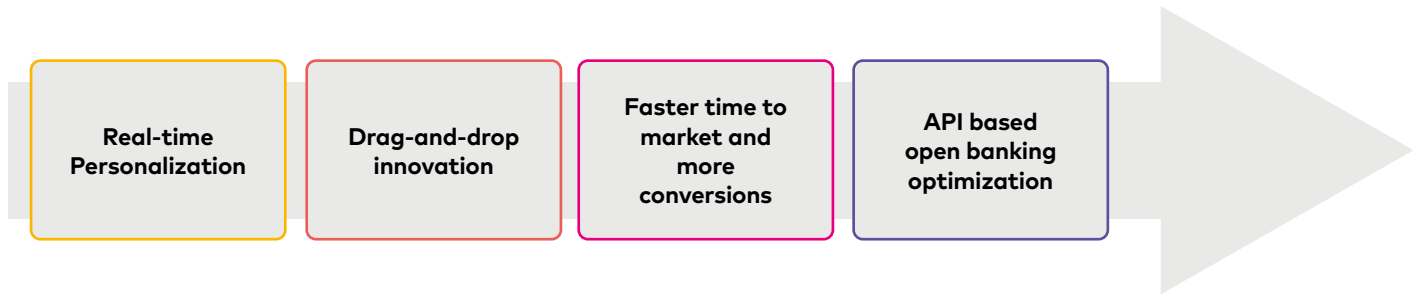 Real-time
Personalization
Drag-and-drop
innovation
Faster time to
market and
more
conversions
API based
open banking
optimization